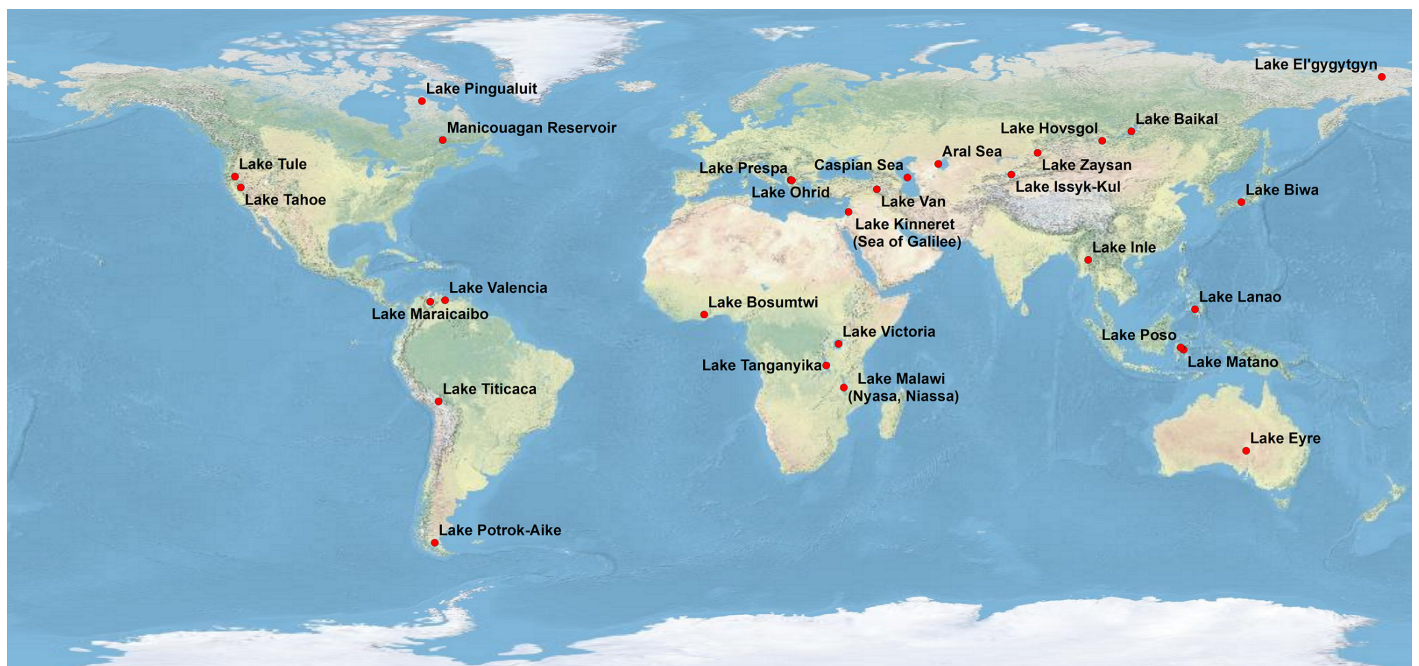 Lake El'gygytgyn
Lake Pingualuit
Manicouagan Reservoir
Lake Hovsgol
Lake Baikal
Lake Tule
Lake Prespa
Caspian Sea
Aral Sea
Lake Zaysan
Lake Tahoe
Lake Ohrid
Lake Van
Lake Issyk-Kul
Lake Biwa
Lake Kinneret
(Sea of Galilee)
Lake Inle
Lake Valencia
Lake Maraicaibo
Lake Bosumtwi
Lake Lanao
Lake Victoria
Lake Poso
Lake Tanganyika
Lake Matano
Lake Malawi
(Nyasa, Niassa)
Lake Titicaca
Lake Eyre
Lake Potrok-Aike